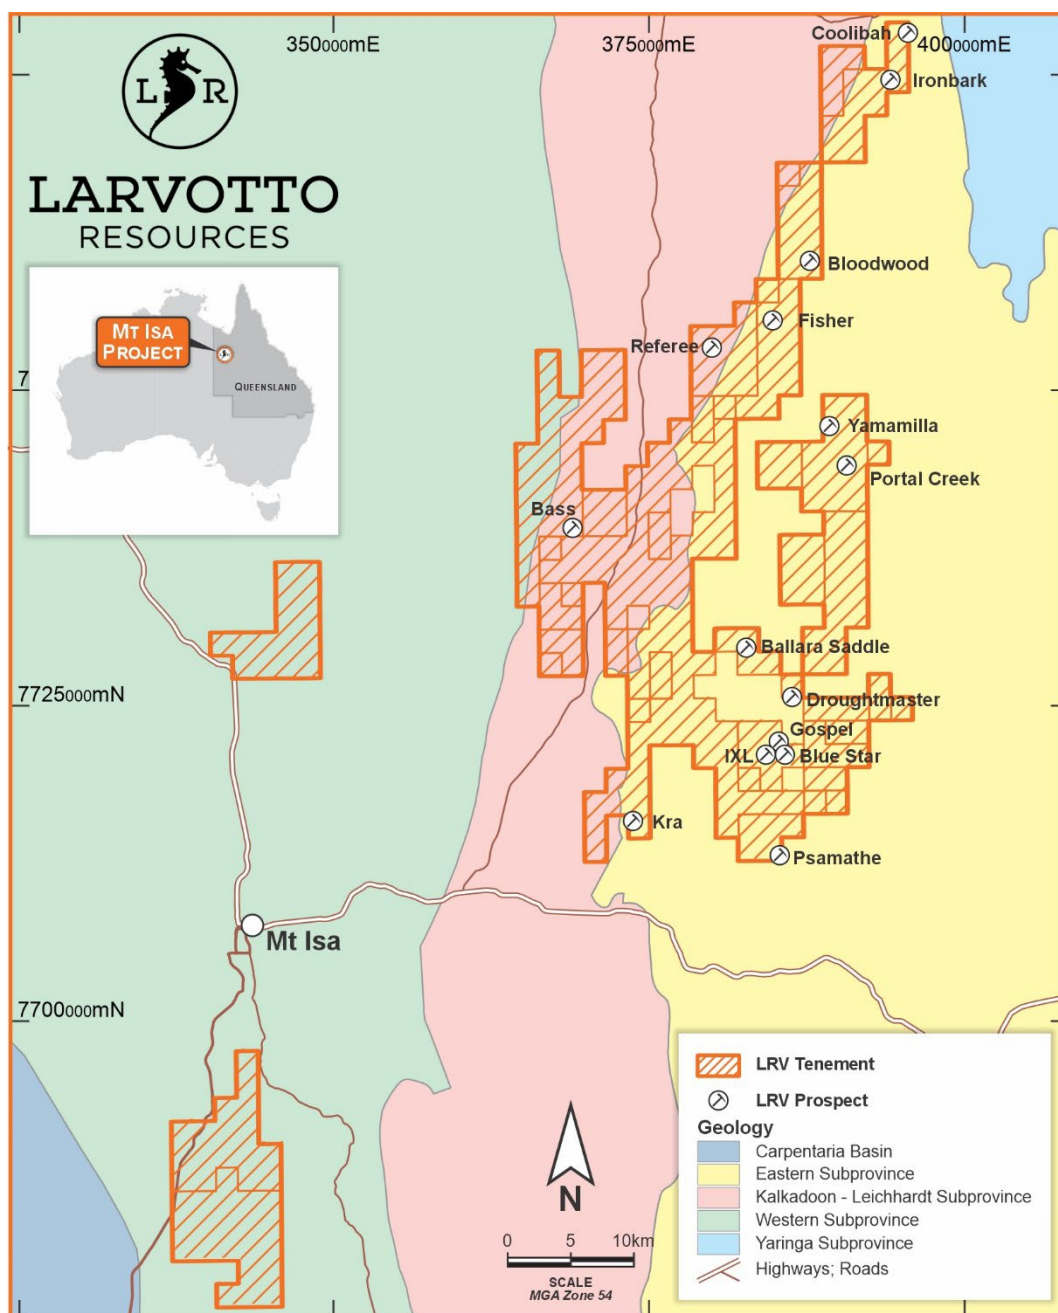 350000mE
375000mE
400000mE
Coolibah
Ironbark
L R
LARVOTTO
RESOURCES
Bloodwood
MT ISA
PROJECT
QUEENSLAND
Fisher
Referee
7
Yamamilla
Portal Creek
Bass
Ballara Saddle
7725000mN
Droughtmaster
Gospel
IXL
Blue Star
Kra
Psamathe
Mt Isa
7700000mN
N
0 5 10km
SCALE
MGA Zone 54
LRV Tenement
LRV Prospect
Geology
Carpentaria Basin
Eastern Subprovince
Kalkadoon - Leichhardt Subprovince
Western Subprovince
Yaringa Subprovince
Highways; Roads